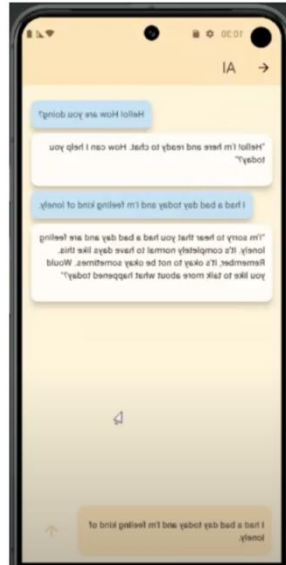 10:30
AI
Hello! How are you doing?
"Hello! I'm here and ready to chat. How can I help you
today?"
I had a bad day today and I'm feeling kind of lonely.
"I'm sorry to hear that you had a bad day and are feeling
lonely. It's completely normal to have days like this.
Remember, it's okay to not be okay sometimes. Would
you like to talk more about what happened today?"
I had a bad day today and I'm feeling kind of
lonely.